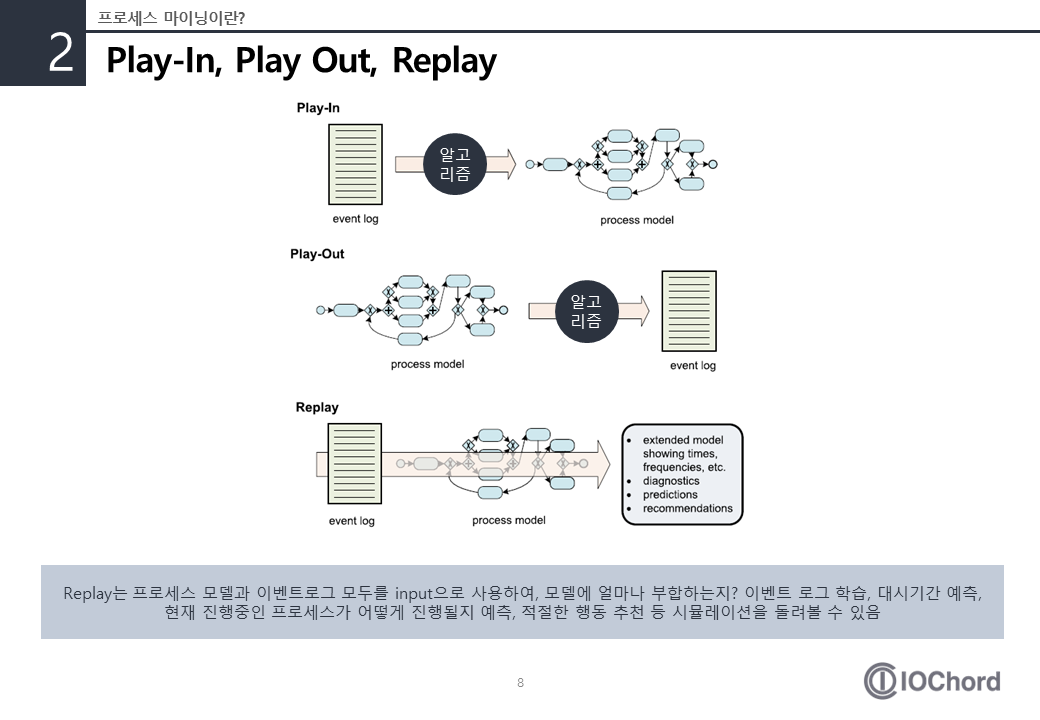 프로세스 마이닝이란?
2
Play-In, Play Out, Replay
Play-In
알고
리즘
event log
process model
Play-Out
알고
리즘
process model
event log
Replay
• extended model
showing times,
frequencies, etc.
• diagnostics
• predictions
• recommendations
event log
process model
Replay는 프로세스 모델과 이벤트로그 모두를 input으로 사용하여, 모델에 얼마나 부합하는지? 이벤트 로그 학습, 대시기간 예측,
현재 진행중인 프로세스가 어떻게 진행될지 예측, 적절한 행동 추천 등 시뮬레이션을 돌려볼 수 있음
8
IOChord